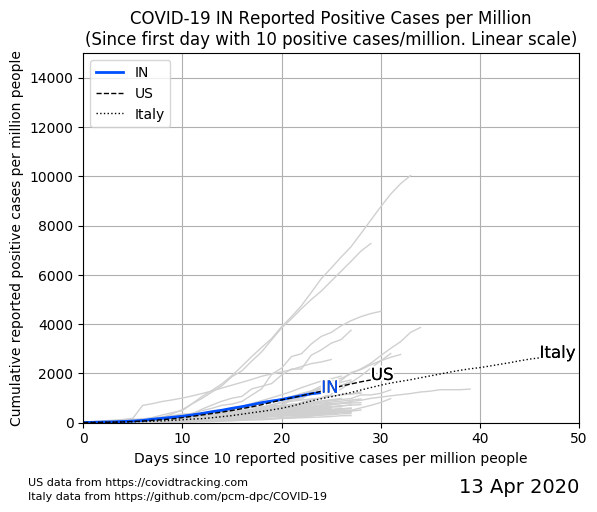 COVID-19 IN Reported Positive Cases per Million
(Since first day with 10 positive cases/million. Linear scale)
Cumulative reported positive cases per million people
14000
12000
10000
8000
6000
4000
2000
0
IN
US
Italy
Italy
US
IN
0 10 20 30 40 50
Days since 10 reported positive cases per million people
US data from https://covidtracking.com
Italy data from https://github.com/pcm-dpc/COVID-19
13 Apr 2020